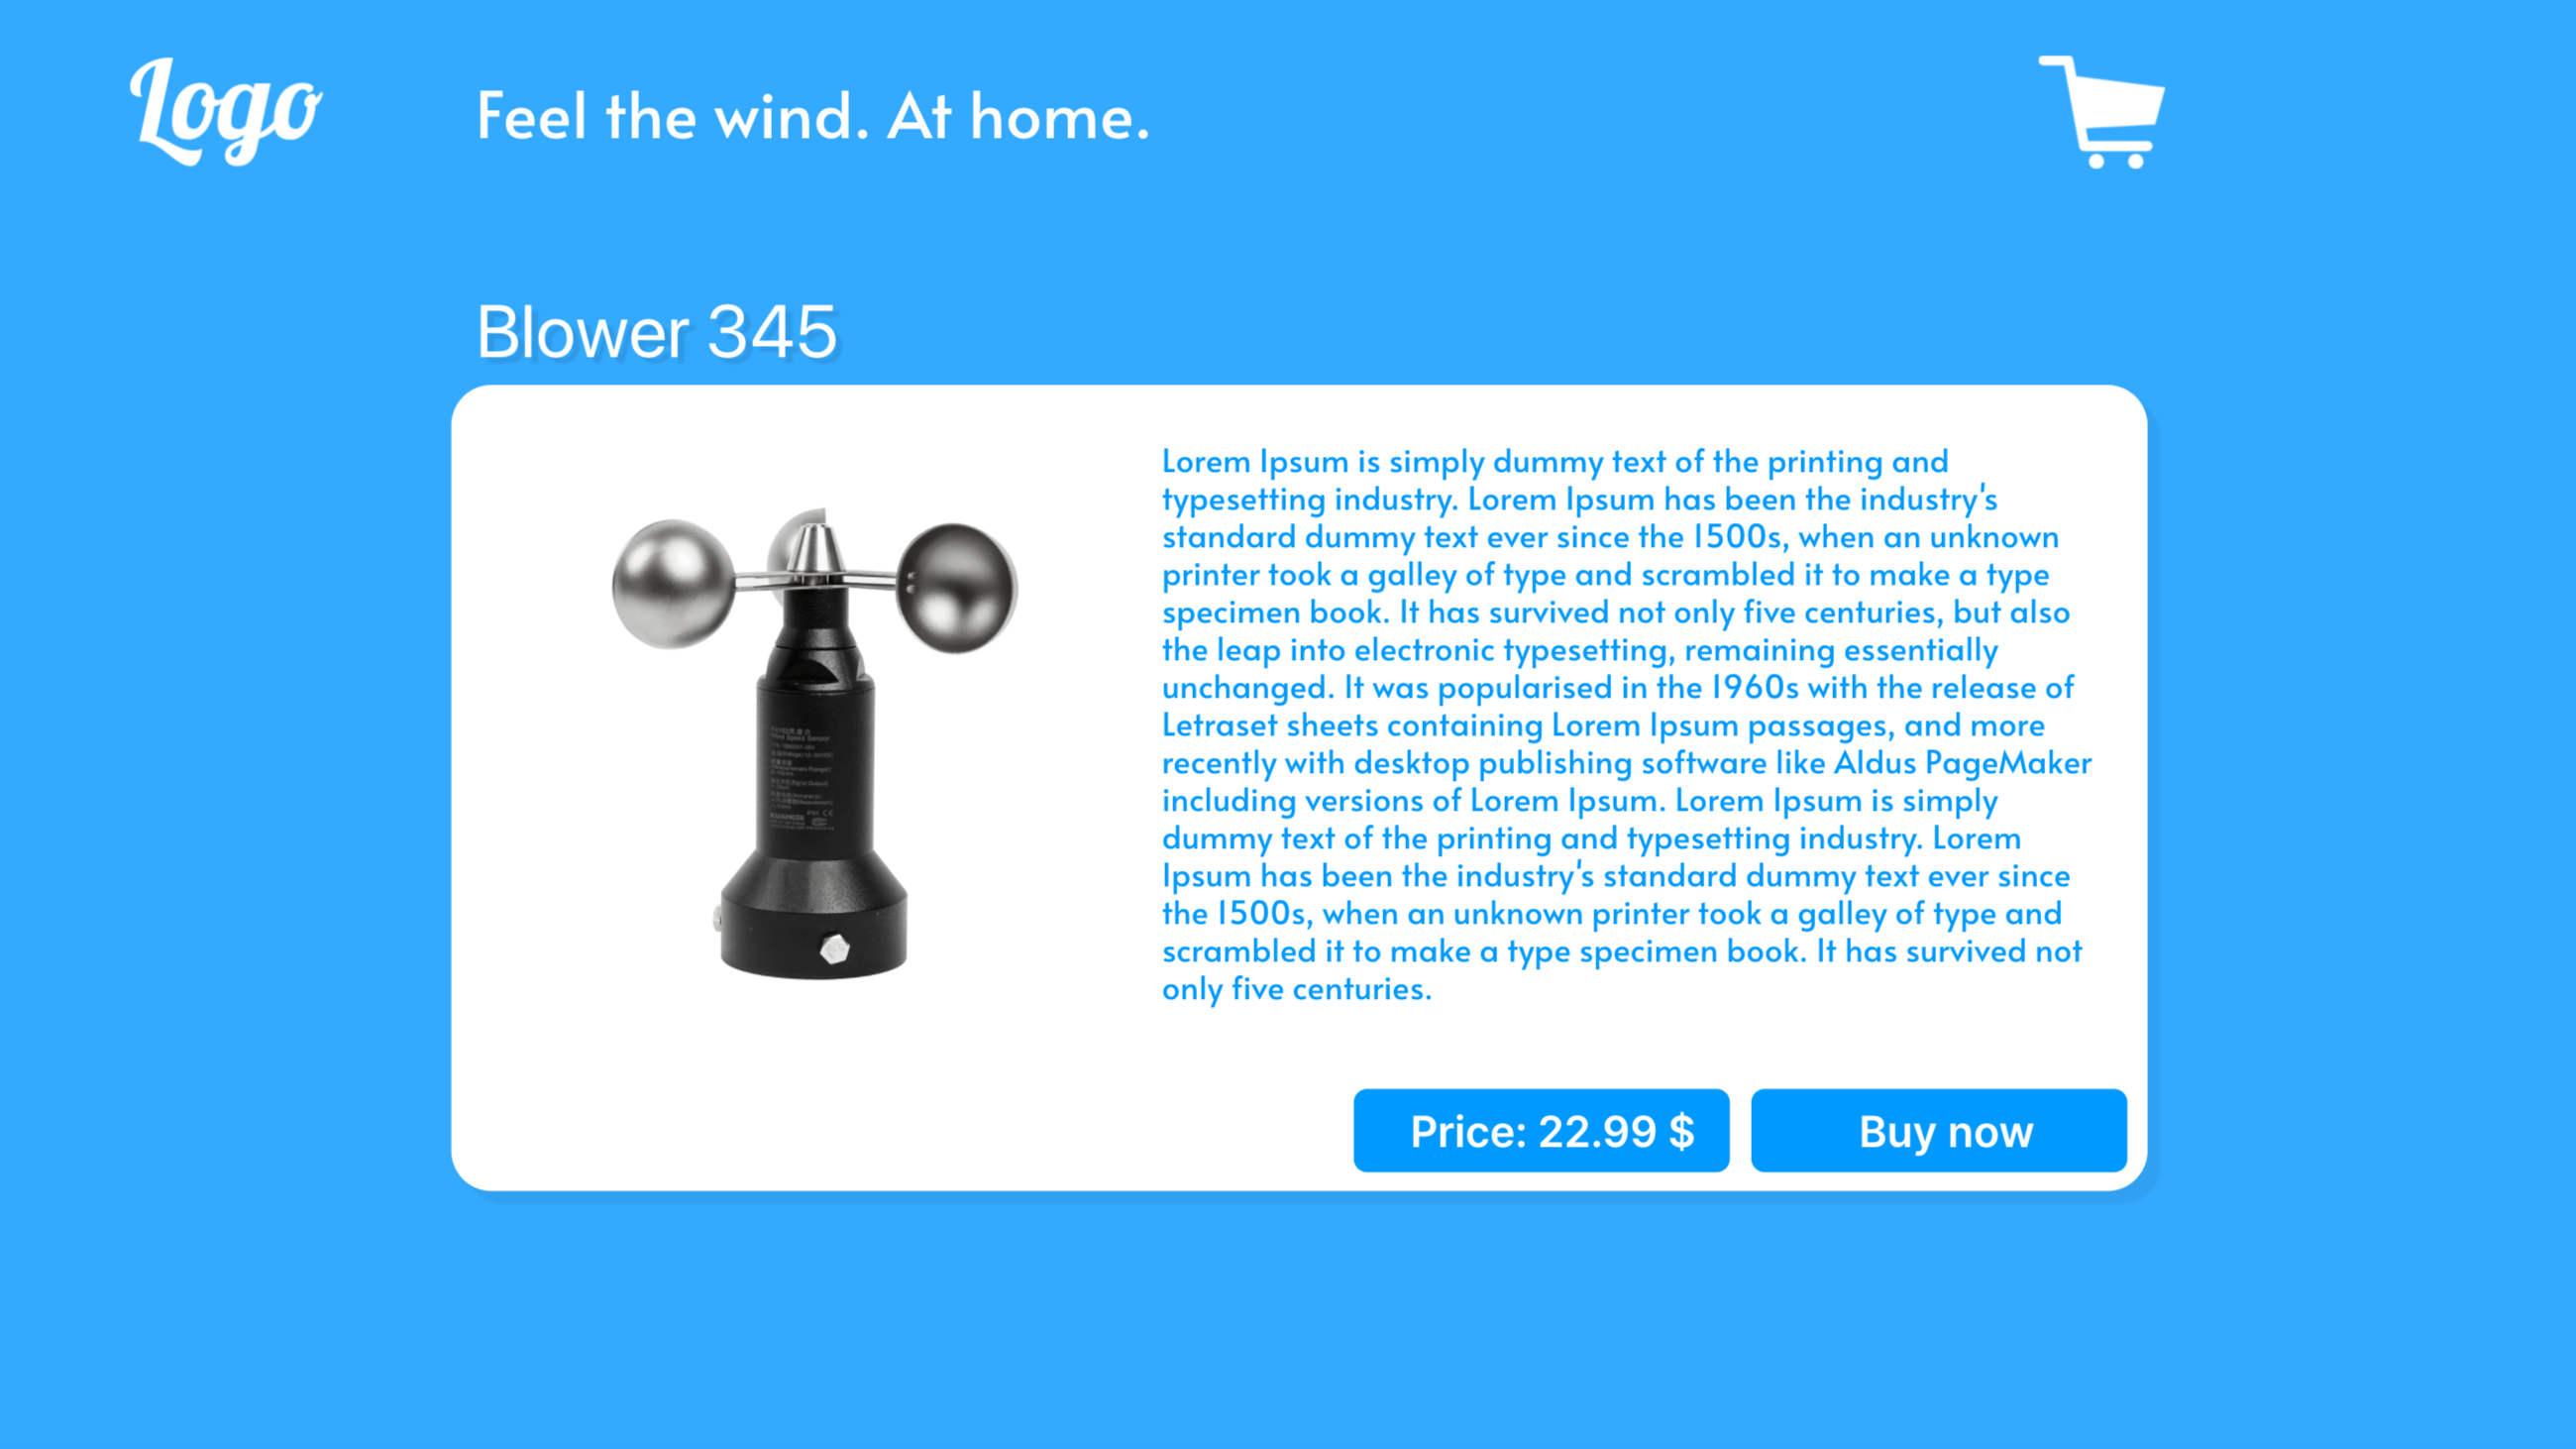 Logo
Feel the wind. At home.
Blower 345
Lorem Ipsum is simply dummy text of the printing and
typesetting industry. Lorem Ipsum has been the industry's
standard dummy text ever since the 1500s, when an unknown
printer took a galley of type and scrambled it to make a type
specimen book. It has survived not only five centuries, but also
the leap into electronic typesetting, remaining essentially
unchanged. It was popularised in the 1960s with the release of
Letraset sheets containing Lorem Ipsum passages, and more
recently with desktop publishing software like Aldus PageMaker
including versions of Lorem Ipsum. Lorem Ipsum is simply
dummy text of the printing and typesetting industry. Lorem
Ipsum has been the industry's standard dummy text ever since
the 1500s, when an unknown printer took a galley of type and
scrambled it to make a type specimen book. It has survived not
only five centuries.
Wind Speed Sensor
Price: 22.99 $
Buy now